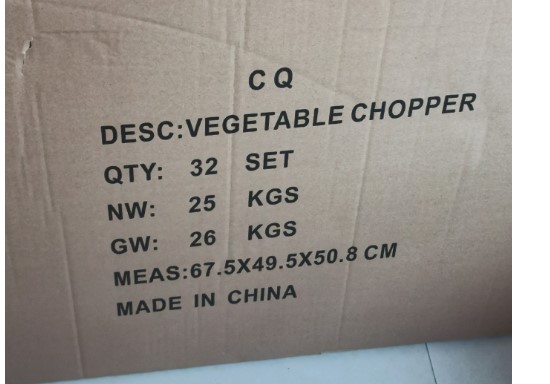 CQ
DESC:VEGETABLE CHOPPER
QTY: 32 SET
NW: 25 KGS
GW: 26 KGS
MEAS:67.5X49.5X50.8 CM
MADE IN CHINA